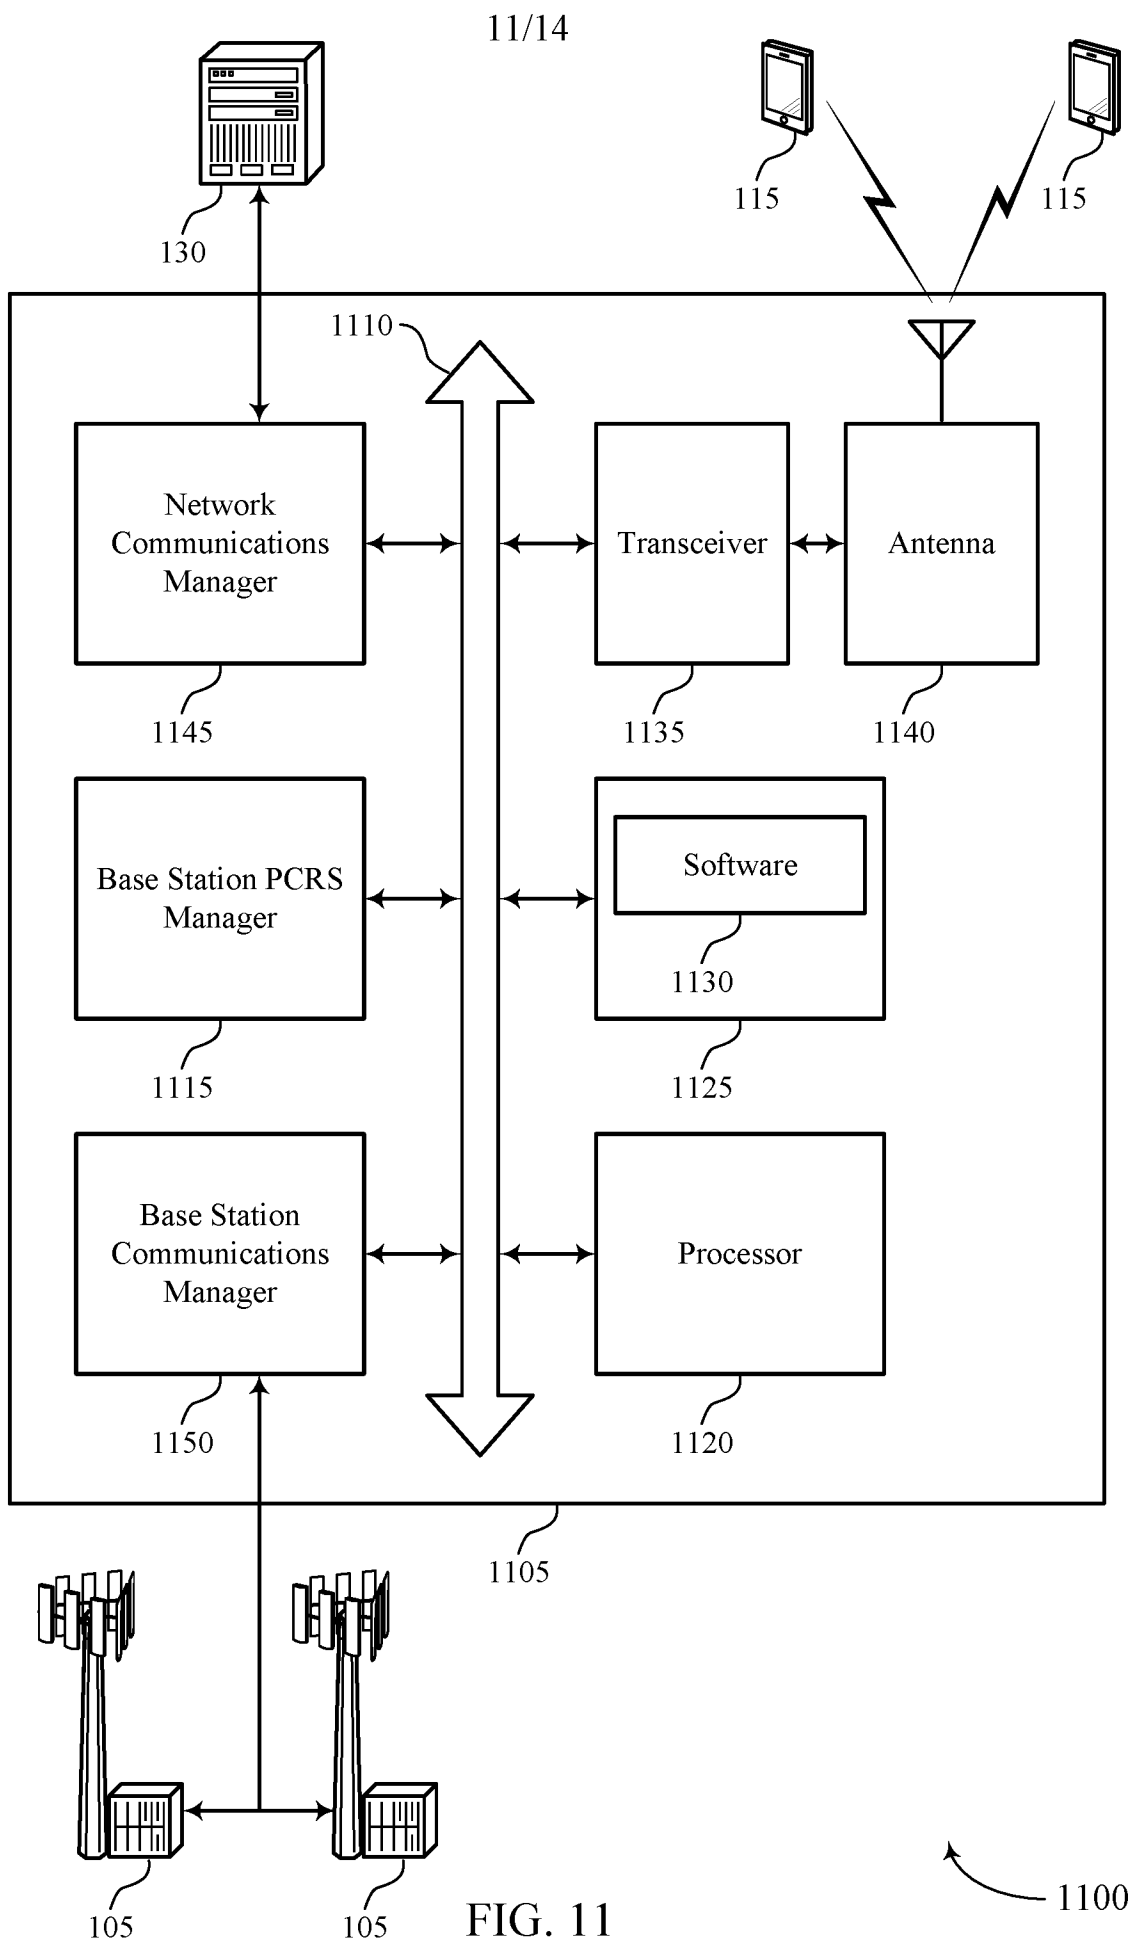 11/14
115
115
130
1110
Network
Communications
Manager
Transceiver
Antenna
1145
1135
1140
Base Station PCRS
Manager
Software
1130
1115
1125
Base Station
Communications
Manager
Processor
1150
1120
1105
105
105
FIG. 11
1100